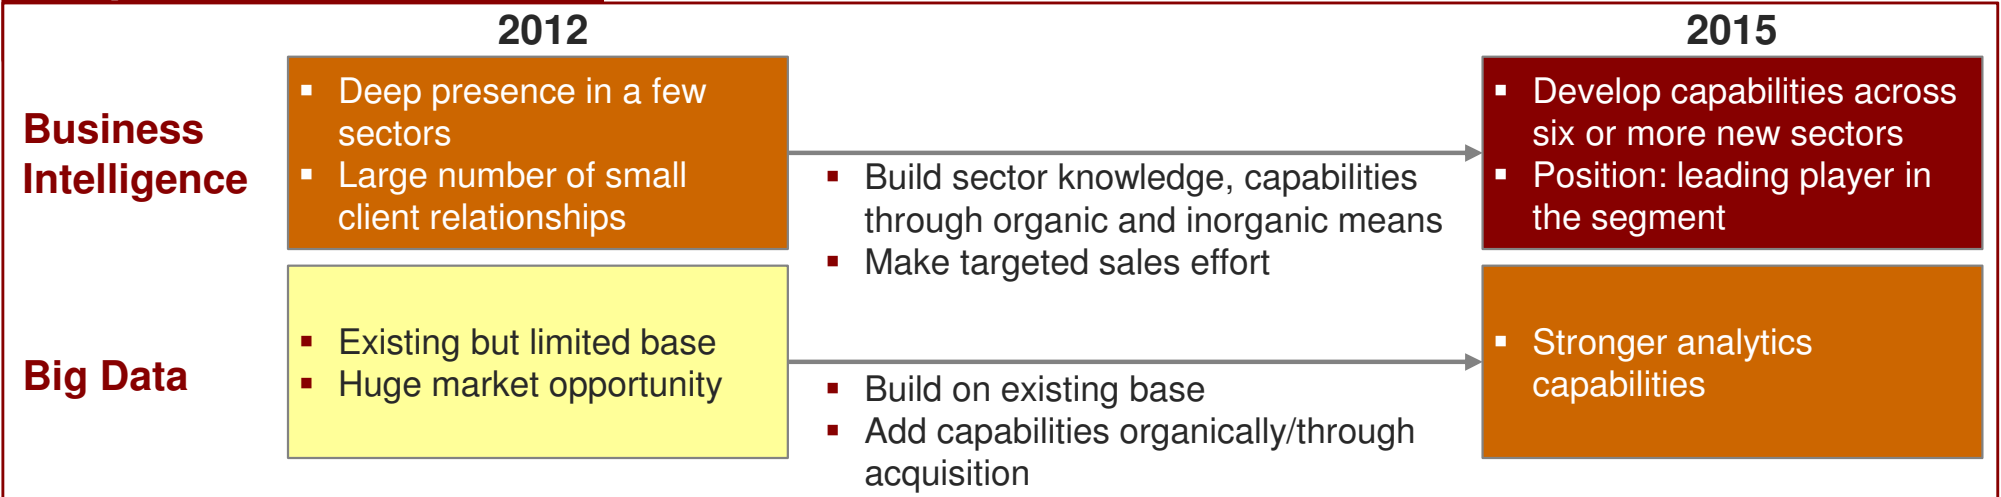 2012
2015
Business
Intelligence
▪ Deep presence in a few
sectors
▪ Large number of small
client relationships
▪ Build sector knowledge, capabilities
through organic and inorganic means
▪ Make targeted sales effort
▪ Develop capabilities across
six or more new sectors
▪ Position: leading player in
the segment
Big Data
▪ Existing but limited base
▪ Huge market opportunity
▪ Build on existing base
▪ Add capabilities organically/through
acquisition
▪ Stronger analytics
capabilities